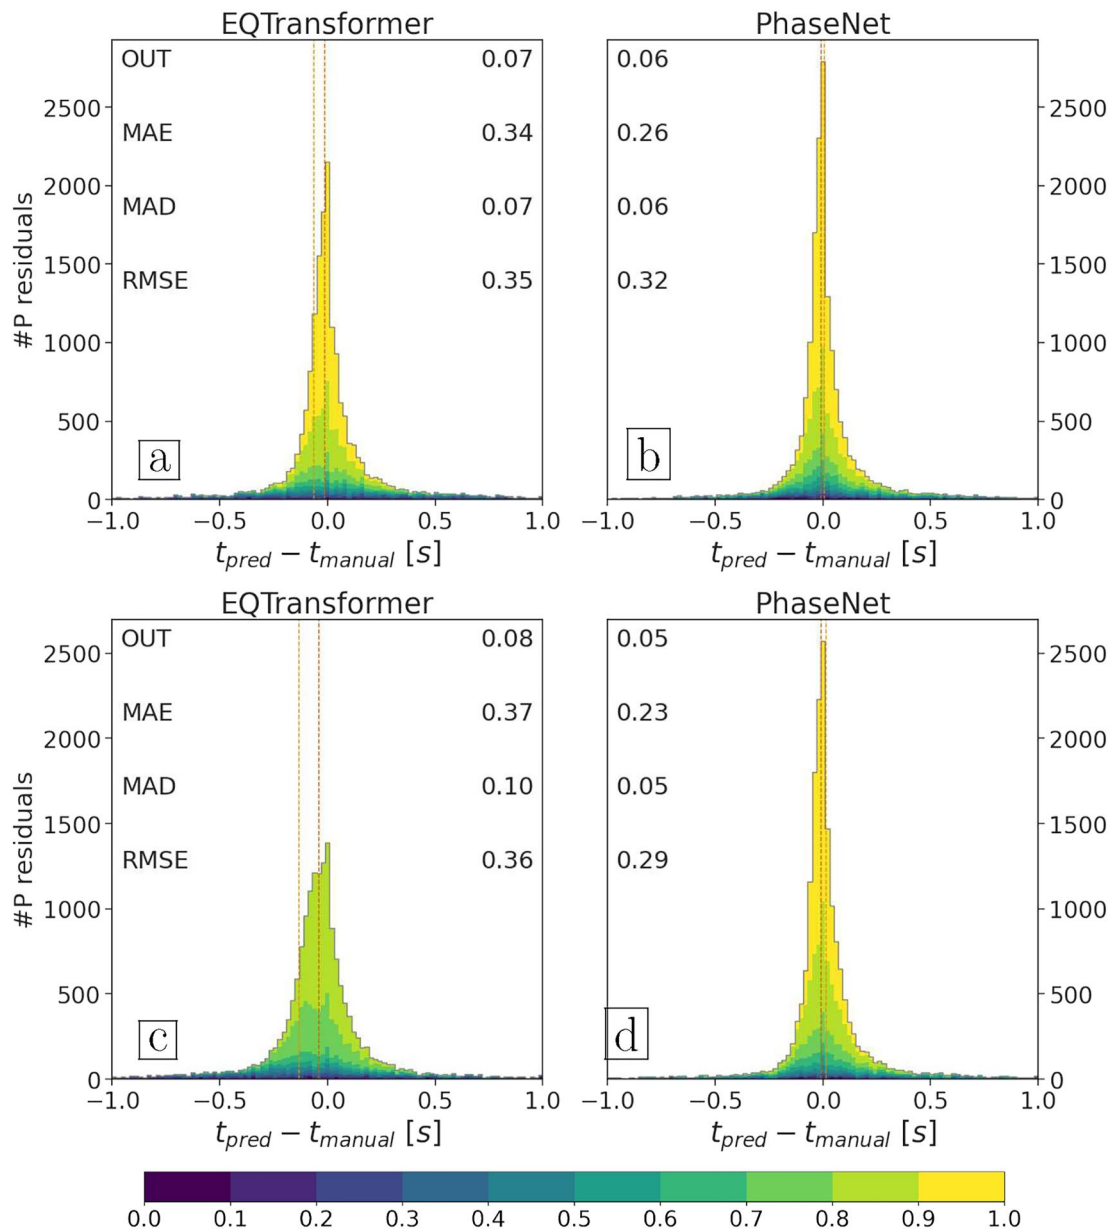 EQTransformer PhaseNet
OUT 0.07 0.06
2500 2500
MAE 0.34 0.26
2000 2000
MAD 0.07 0.06
#P residuals
1500 1500
RMSE 0.35 0.32
1000 1000
500 500
a b
0 0
−1.0 −0.5 0.0 0.5 1.0 −1.0 −0.5 0.0 0.5 1.0
t_pred − t_manual [s] t_pred − t_manual [s]
EQTransformer PhaseNet
OUT 0.08 0.05
2500 2500
MAE 0.37 0.23
2000 2000
MAD 0.10 0.05
#P residuals
1500 1500
RMSE 0.36 0.29
1000 1000
500 500
c d
0 0
−1.0 −0.5 0.0 0.5 1.0 −1.0 −0.5 0.0 0.5 1.0
t_pred − t_manual [s] t_pred − t_manual [s]
0.0 0.1 0.2 0.3 0.4 0.5 0.6 0.7 0.8 0.9 1.0